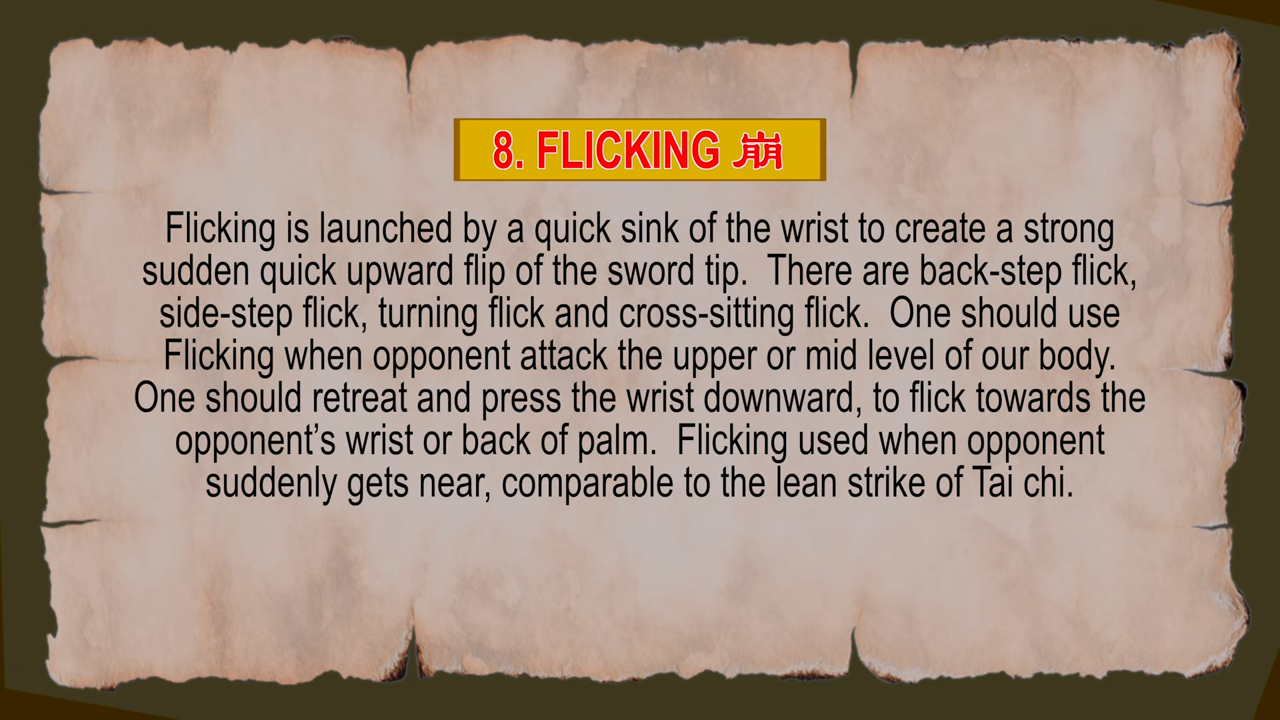 8. FLICKING 崩
Flicking is launched by a quick sink of the wrist to create a strong
sudden quick upward flip of the sword tip.  There are back-step flick,
side-step flick, turning flick and cross-sitting flick.  One should use
Flicking when opponent attack the upper or mid level of our body.
One should retreat and press the wrist downward, to flick towards the
opponent’s wrist or back of palm.  Flicking used when opponent
suddenly gets near, comparable to the lean strike of Tai chi.